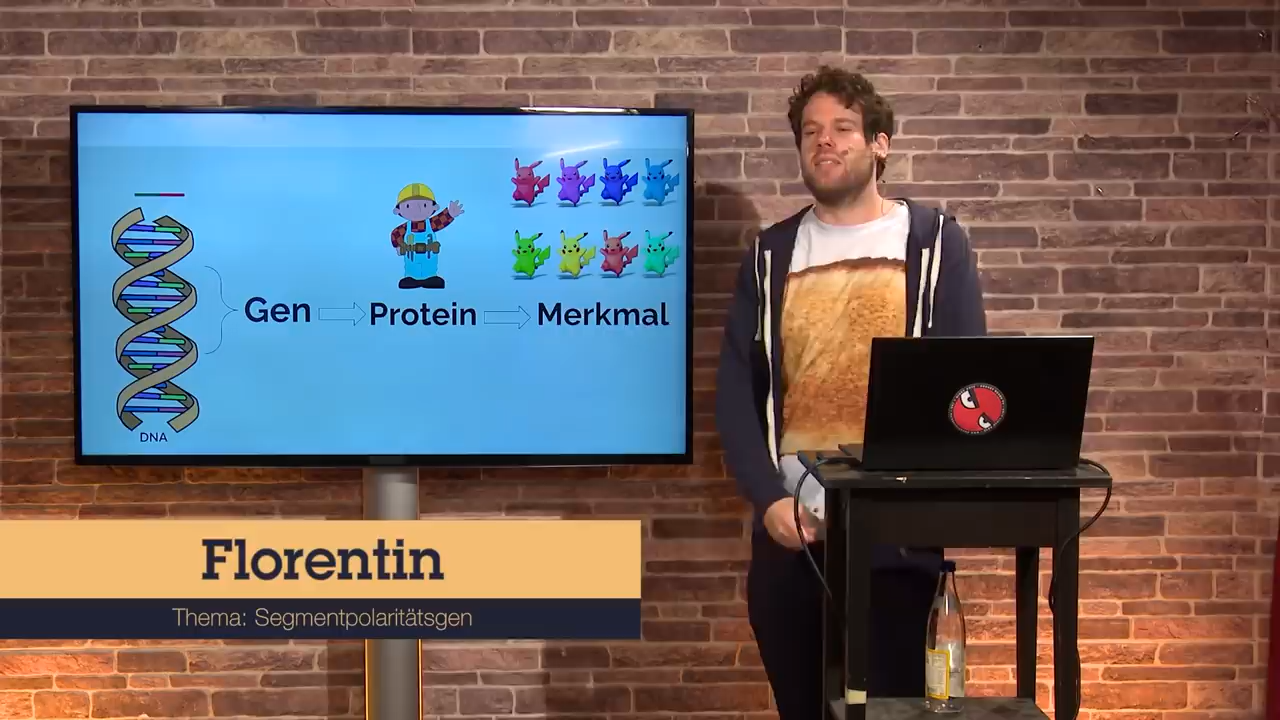 Gen
Protein
Merkmal
DNA
Florentin
Thema: Segmentpolaritätsgen